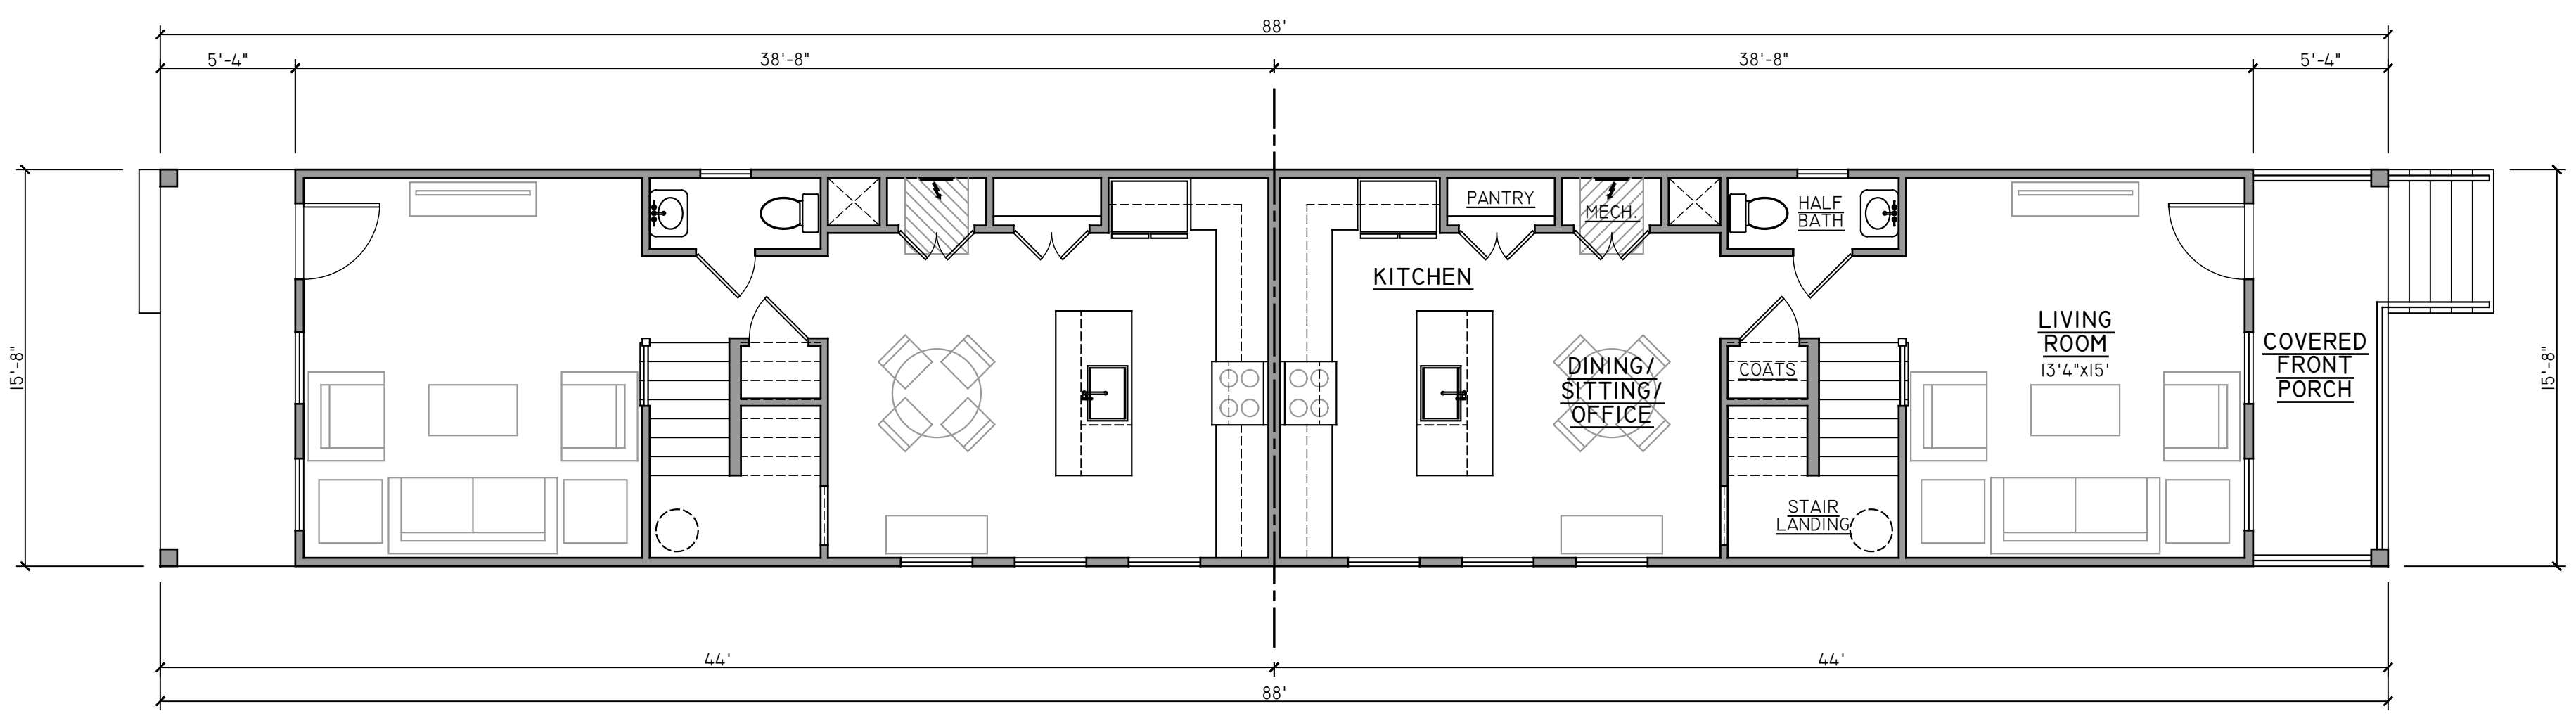 88'
5'-4"
38'-8"
38'-8"
5'-4"
15'-8"
PANTRY
MECH.
HALF
BATH
KITCHEN
DINING/
SITTING/
OFFICE
COATS
LIVING
ROOM
13'4"x15'
COVERED
FRONT
PORCH
15'-8"
STAIR
LANDING
44'
44'
88'